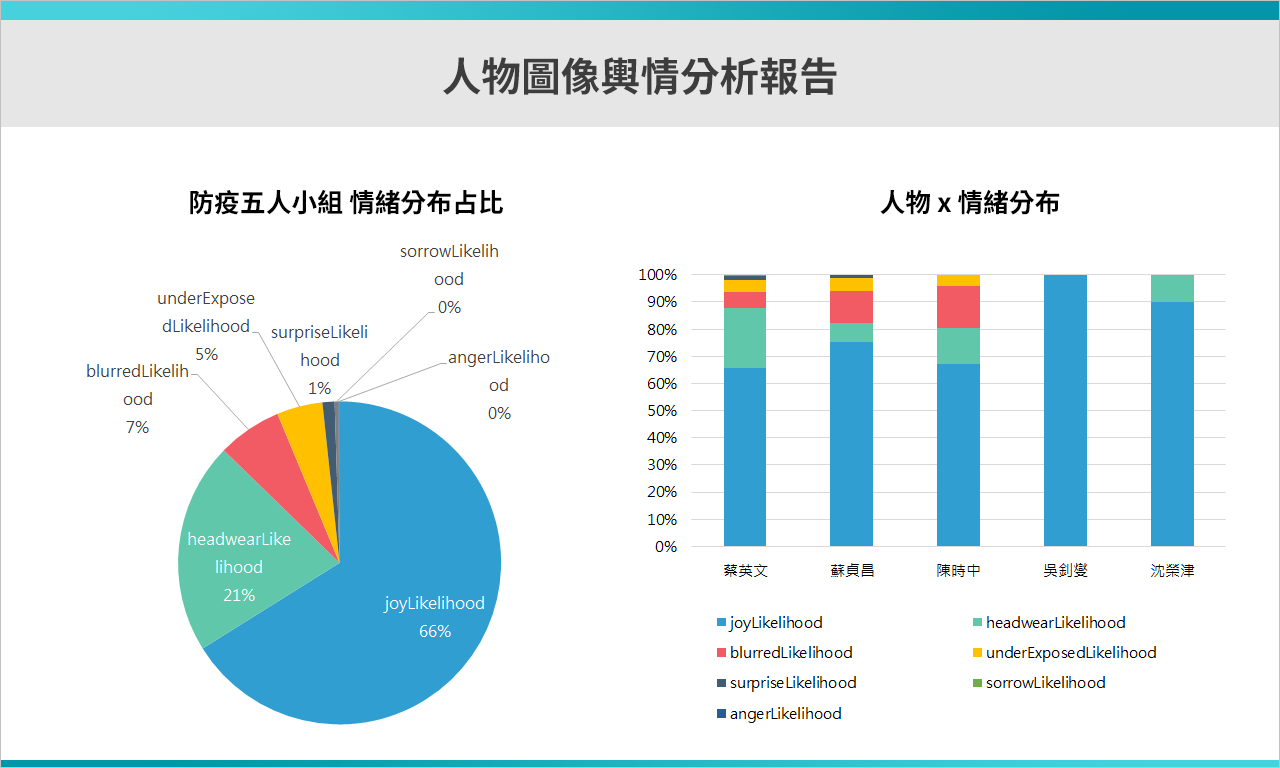 人物圖像輿情分析報告
防疫五人小組 情緒分布占比
sorrowLikelih
ood
0%
underExpose
dLikelihood
5%
surpriseLikeli
hood
1%
angerLikeliho
od
0%
blurredLikelih
ood
7%
headwearLike
lihood
21%
joyLikelihood
66%
人物 x 情緒分布
100%
90%
80%
70%
60%
50%
40%
30%
20%
10%
0%
蔡英文 蘇貞昌 陳時中 吳釗燮 沈榮津
joyLikelihood headwearLikelihood
blurredLikelihood underExposedLikelihood
surpriseLikelihood sorrowLikelihood
angerLikelihood